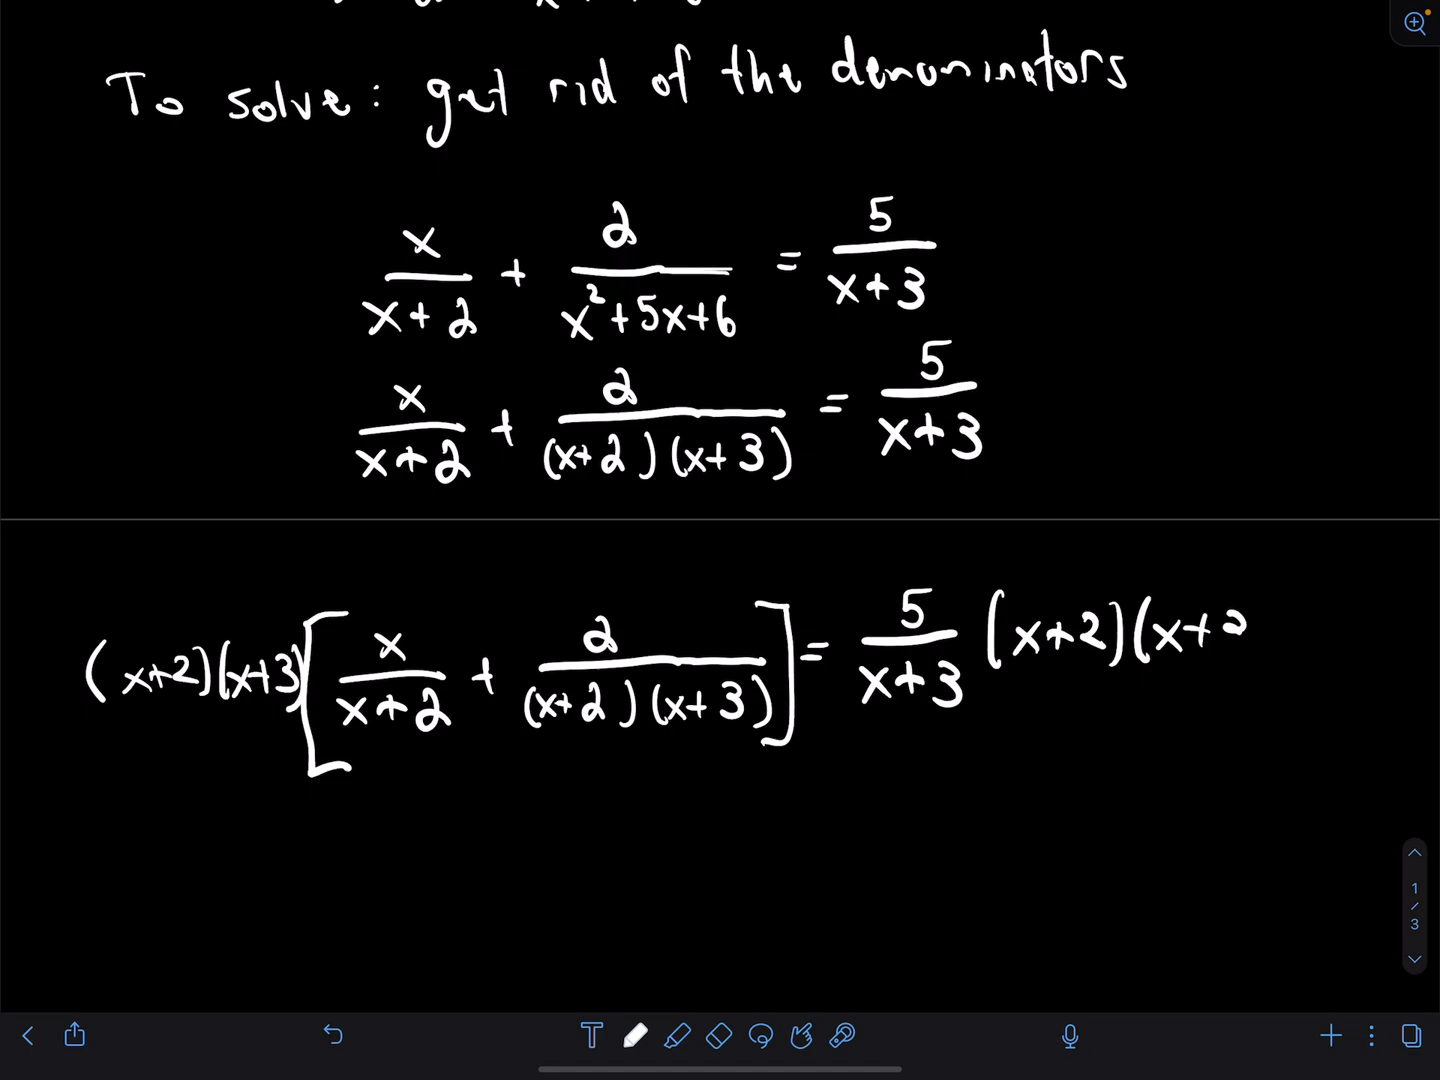 To solve: get rid of the denominators
x/(x+2) + 2/(x²+5x+6) = 5/(x+3)
x/(x+2) + 2/((x+2)(x+3)) = 5/(x+3)
(x+2)(x+3)[x/(x+2) + 2/((x+2)(x+3))] = 5/(x+3) (x+2)(x+
1
/
3